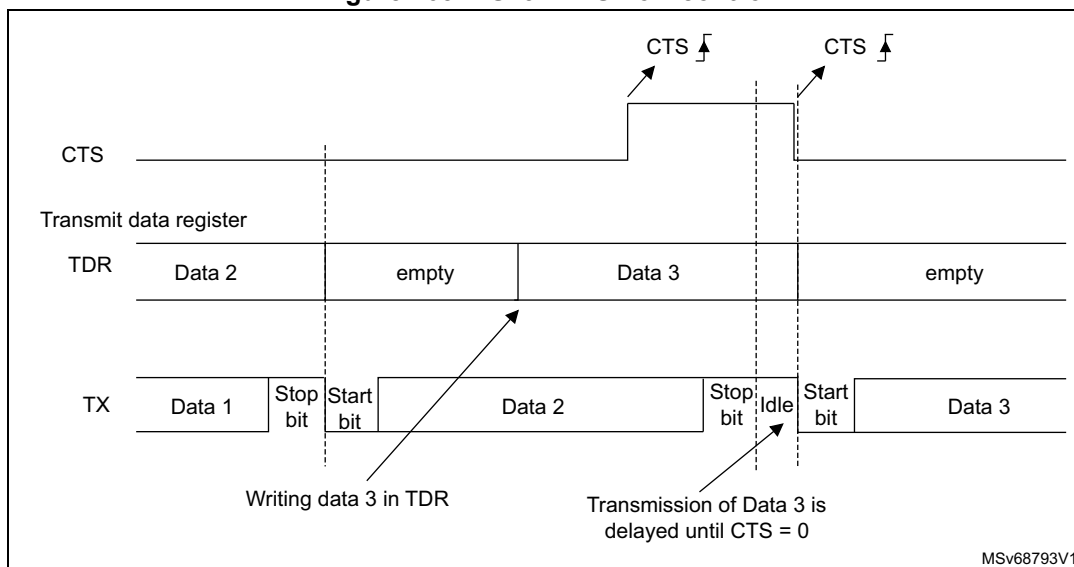 CTS
CTS
CTS
Transmit data register
TDR
Data 2
empty
Data 3
empty
TX
Data 1
Stop
bit
Start
bit
Data 2
Stop
bit
Idle
Start
bit
Data 3
Writing data 3 in TDR
Transmission of Data 3 is
delayed until CTS = 0
MSv68793V1